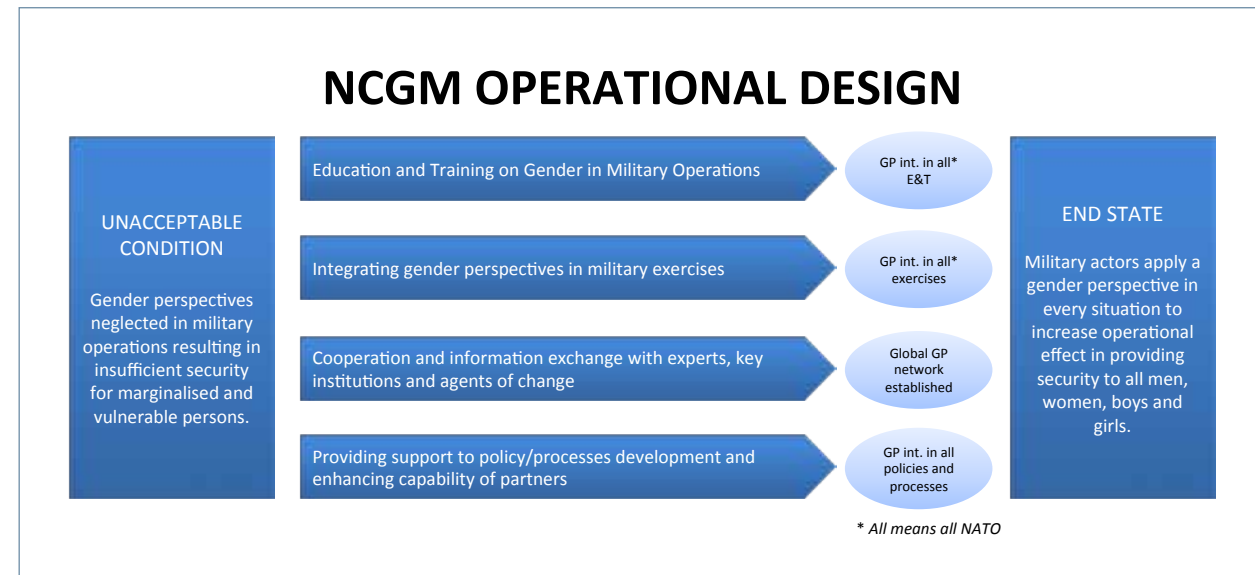 NCGM OPERATIONAL DESIGN
UNACCEPTABLE
CONDITION
Gender perspectives
neglected in military
operations resulting in
insufficient security
for marginalised and
vulnerable persons.
Education and Training on Gender in Military Operations
GP int. in all*
E&T
Integrating gender perspectives in military exercises
GP int. in all*
exercises
Cooperation and information exchange with experts, key
institutions and agents of change
Global GP
network
established
Providing support to policy/processes development and
enhancing capability of partners
GP int. in all
policies and
processes
END STATE
Military actors apply a
gender perspective in
every situation to
increase operational
effect in providing
security to all men,
women, boys and
girls.
* All means all NATO